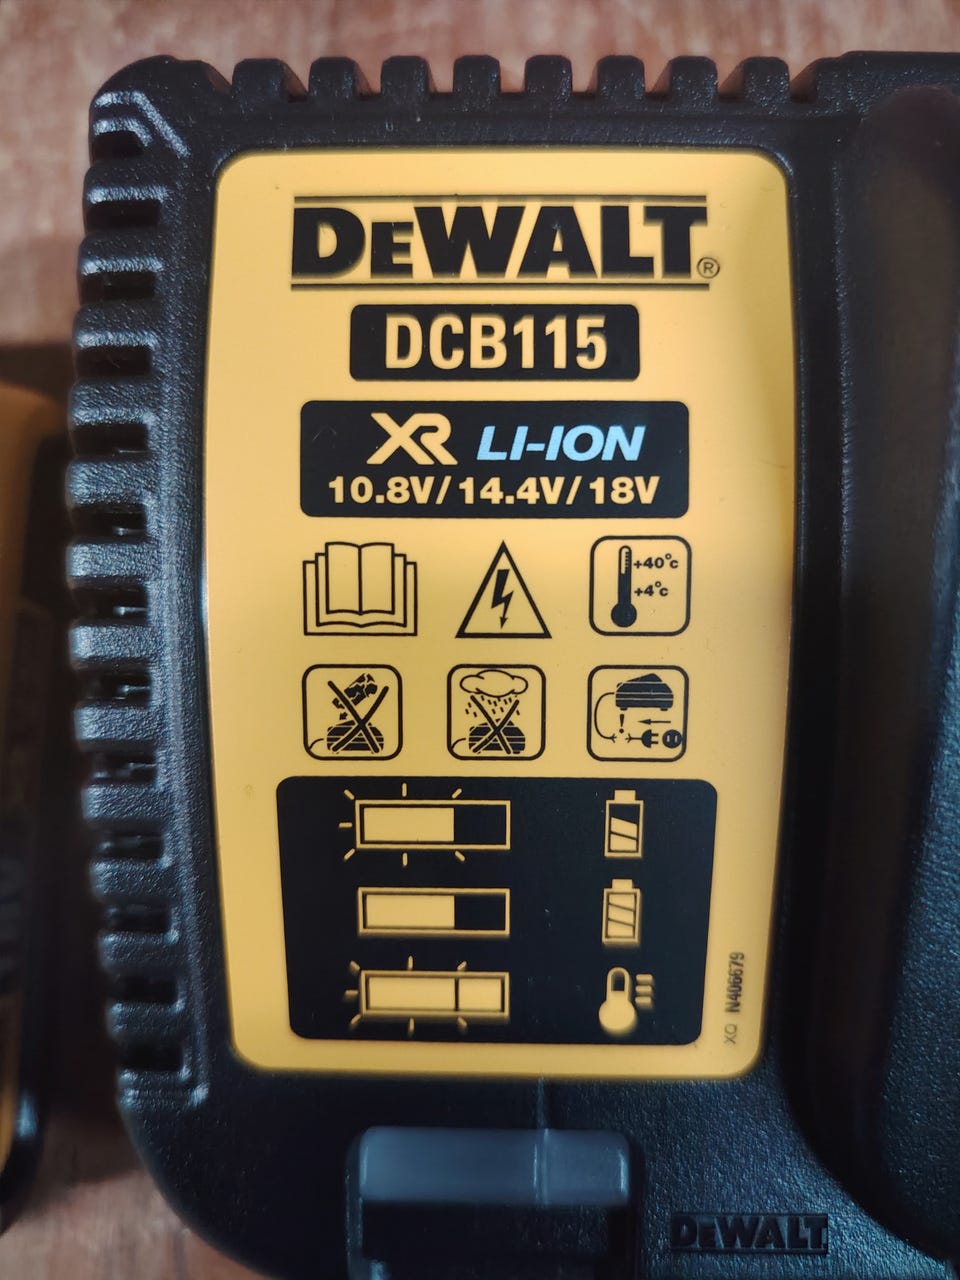 DEWALT®
DCB115
XR LI-ION
10.8V/14.4V/18V
+40°c
+4°c
XQ N406679
DEWALT